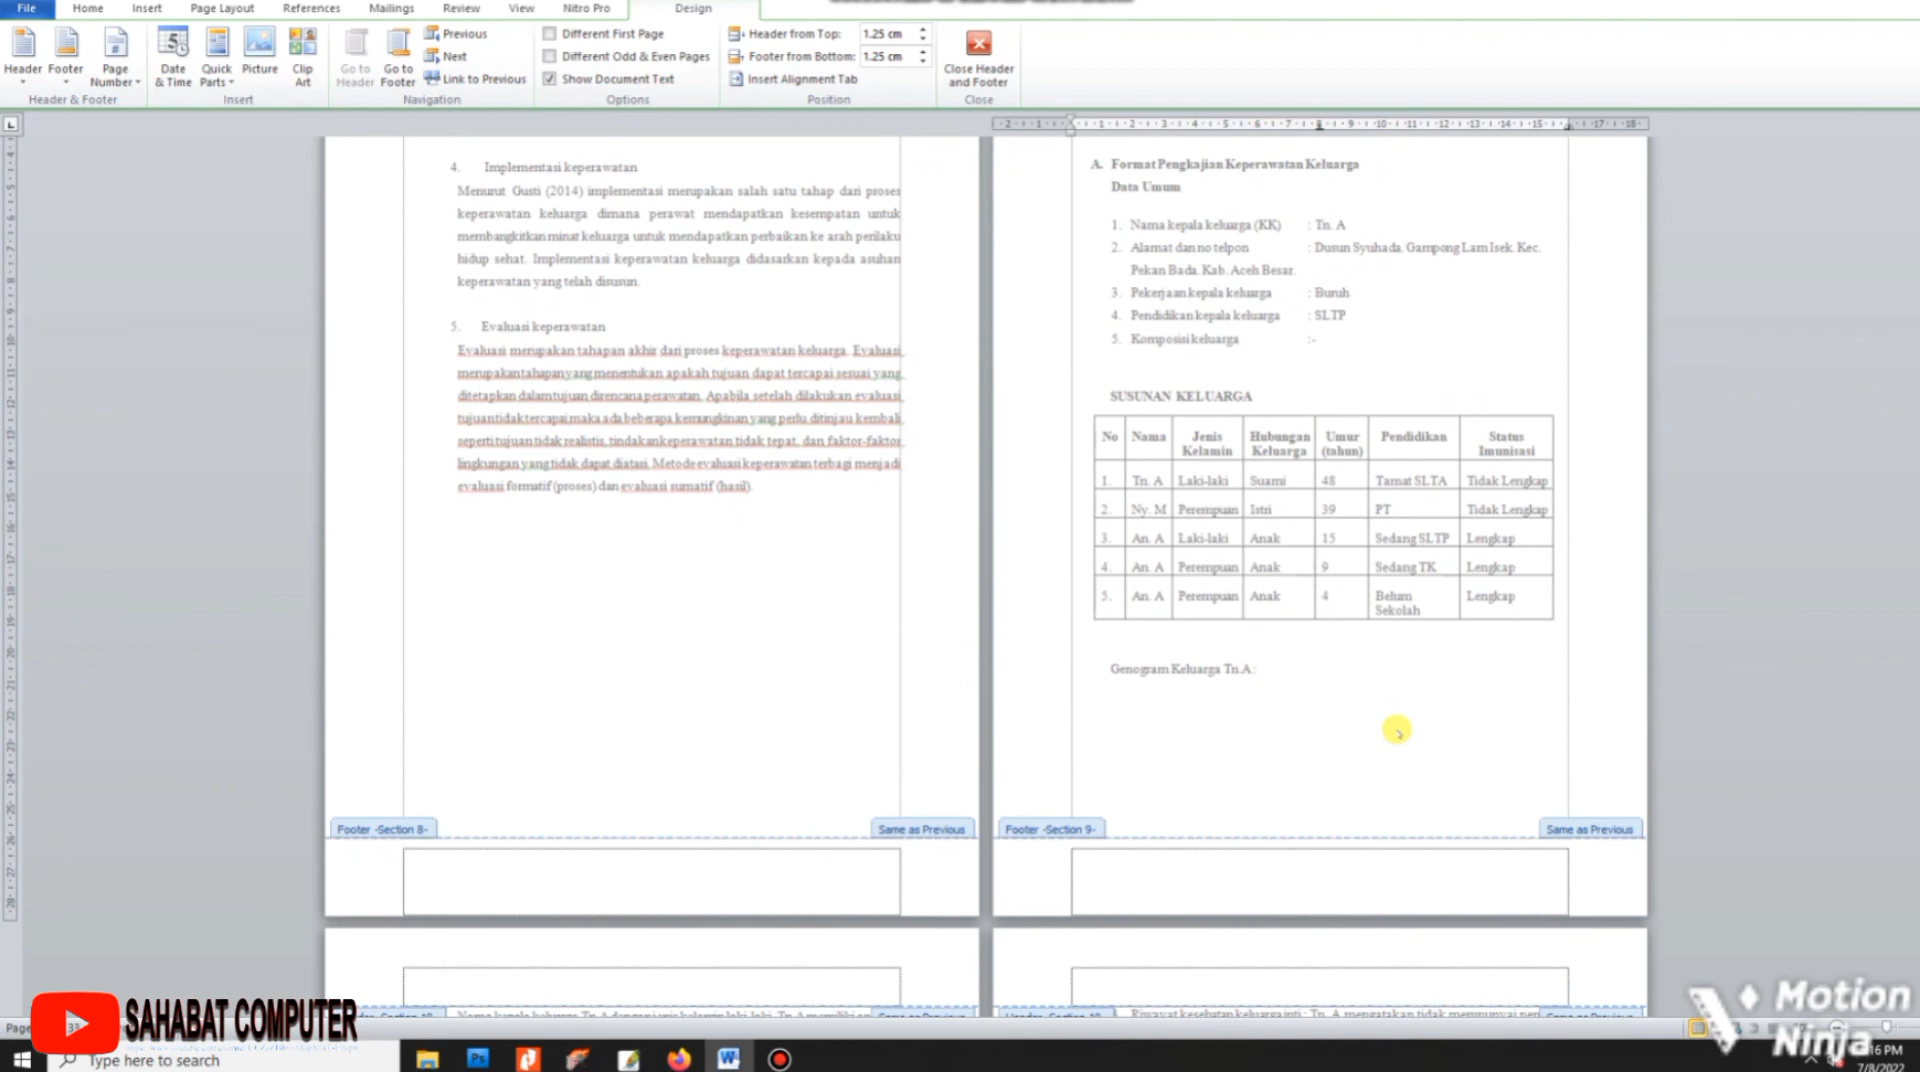 File Home Insert Page Layout References Mailings Review View Nitro Pro Design
Header Footer Page Number Date & Time Quick Parts Picture Clip Art Go to Header Go to Footer
Previous
Next
Link to Previous
Different First Page
Different Odd & Even Pages
Show Document Text
Header from Top: 1.25 cm
Footer from Bottom: 1.25 cm
Insert Alignment Tab
Close Header and Footer
Header & Footer Insert Navigation Options Position Close
4. Implementasi keperawatan
Menurut Gusti (2014) implementasi merupakan salah satu tahap dari proses
keperawatan keluarga dimana perawat mendapatkan kesempatan untuk
membangkitkan minat keluarga untuk mendapatkan perbaikan ke arah perilaku
hidup sehat. Implementasi keperawatan keluarga didasarkan kepada asuhan
keperawatan yang telah disusun.
5. Evaluasi keperawatan
Evaluasi merupakan tahapan akhir dari proses keperawatan keluarga. Evaluasi
merupakan tahapan yang menentukan apakah tujuan dapat tercapai sesuai yang
ditetapkan dalam tujuan direncana perawatan. Apabila setelah dilakukan evaluasi
tujuan tidak tercapai maka ada beberapa kemungkinan yang perlu ditinjau kembali
seperti tujuan tidak realistis, tindakan keperawatan tidak tepat, dan faktor-faktor
lingkungan yang tidak dapat diatasi. Metode evaluasi keperawatan terbagi menjadi
evaluasi formatif (proses) dan evaluasi sumatif (hasil).
Footer -Section 8- Same as Previous
A. Format Pengkajian Keperawatan Keluarga
Data Umum
1. Nama kepala keluarga (KK) : Tn. A
2. Alamat dan no telpon : Dusun Syuhada. Gampong Lam Isek. Kec.
Pekan Bada. Kab. Aceh Besar.
3. Pekerjaan kepala keluarga : Buruh
4. Pendidikan kepala keluarga : SLTP
5. Komposisi keluarga :-
SUSUNAN KELUARGA
No Nama Jenis Kelamin Hubungan Keluarga Umur (tahun) Pendidikan Status Imunisasi
1. Tn. A Laki-laki Suami 48 Tamat SLTA Tidak Lengkap
2. Ny. M Perempuan Istri 39 PT Tidak Lengkap
3. An. A Laki-laki Anak 15 Sedang SLTP Lengkap
4. An. A Perempuan Anak 9 Sedang TK Lengkap
5. An. A Perempuan Anak 4 Belum Sekolah Lengkap
Genogram Keluarga Tn.A :
Footer -Section 9- Same as Previous
SAHABAT COMPUTER
Motion
Ninja
Type here to search
16 PM
7/8/2022